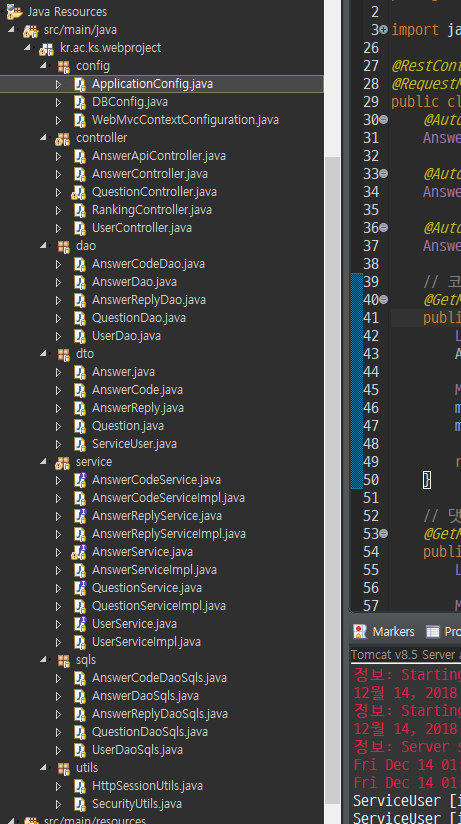 Java Resources
src/main/java
kr.ac.ks.webproject
config
ApplicationConfig.java
DBConfig.java
WebMvcContextConfiguration.java
controller
AnswerApiController.java
AnswerController.java
QuestionController.java
RankingController.java
UserController.java
dao
AnswerCodeDao.java
AnswerDao.java
AnswerReplyDao.java
QuestionDao.java
UserDao.java
dto
Answer.java
AnswerCode.java
AnswerReply.java
Question.java
ServiceUser.java
service
AnswerCodeService.java
AnswerCodeServiceImpl.java
AnswerReplyService.java
AnswerReplyServiceImpl.java
AnswerService.java
AnswerServiceImpl.java
QuestionService.java
QuestionServiceImpl.java
UserService.java
UserServiceImpl.java
sqls
AnswerCodeDaoSqls.java
AnswerDaoSqls.java
AnswerReplyDaoSqls.java
QuestionDaoSqls.java
UserDaoSqls.java
utils
HttpSessionUtils.java
SecurityUtils.java
src/main/resources
2
3 import ja
26
27 @RestCont
28 @RequestM
29 public cl
30 @Auto
31 Answe
32
33 @Auto
34 Answe
35
36 @Auto
37 Answe
38
39 // 코
40 @GetM
41 publi
42 L
43 A
44
45 M
46 m
47 m
48
49 r
50 }
51
52 // 댓
53 @GetM
54 publi
55 L
56
57 M
Markers Pro
Tomcat v8.5 Server a
정보: Starting
12월 14, 2018
정보: Starting
12월 14, 2018
정보: Server s
Fri Dec 14 01
Fri Dec 14 01
ServiceUser [i
ServiceUser [i